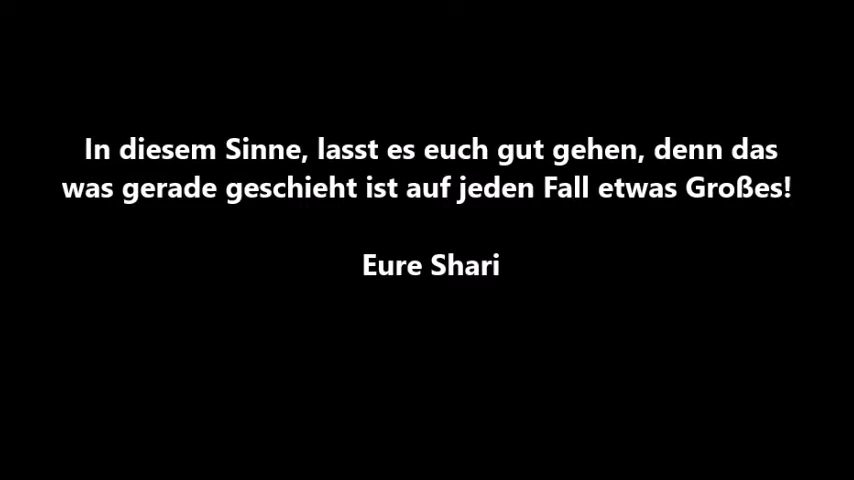 In diesem Sinne, lasst es euch gut gehen, denn das
was gerade geschieht ist auf jeden Fall etwas Großes!
Eure Shari